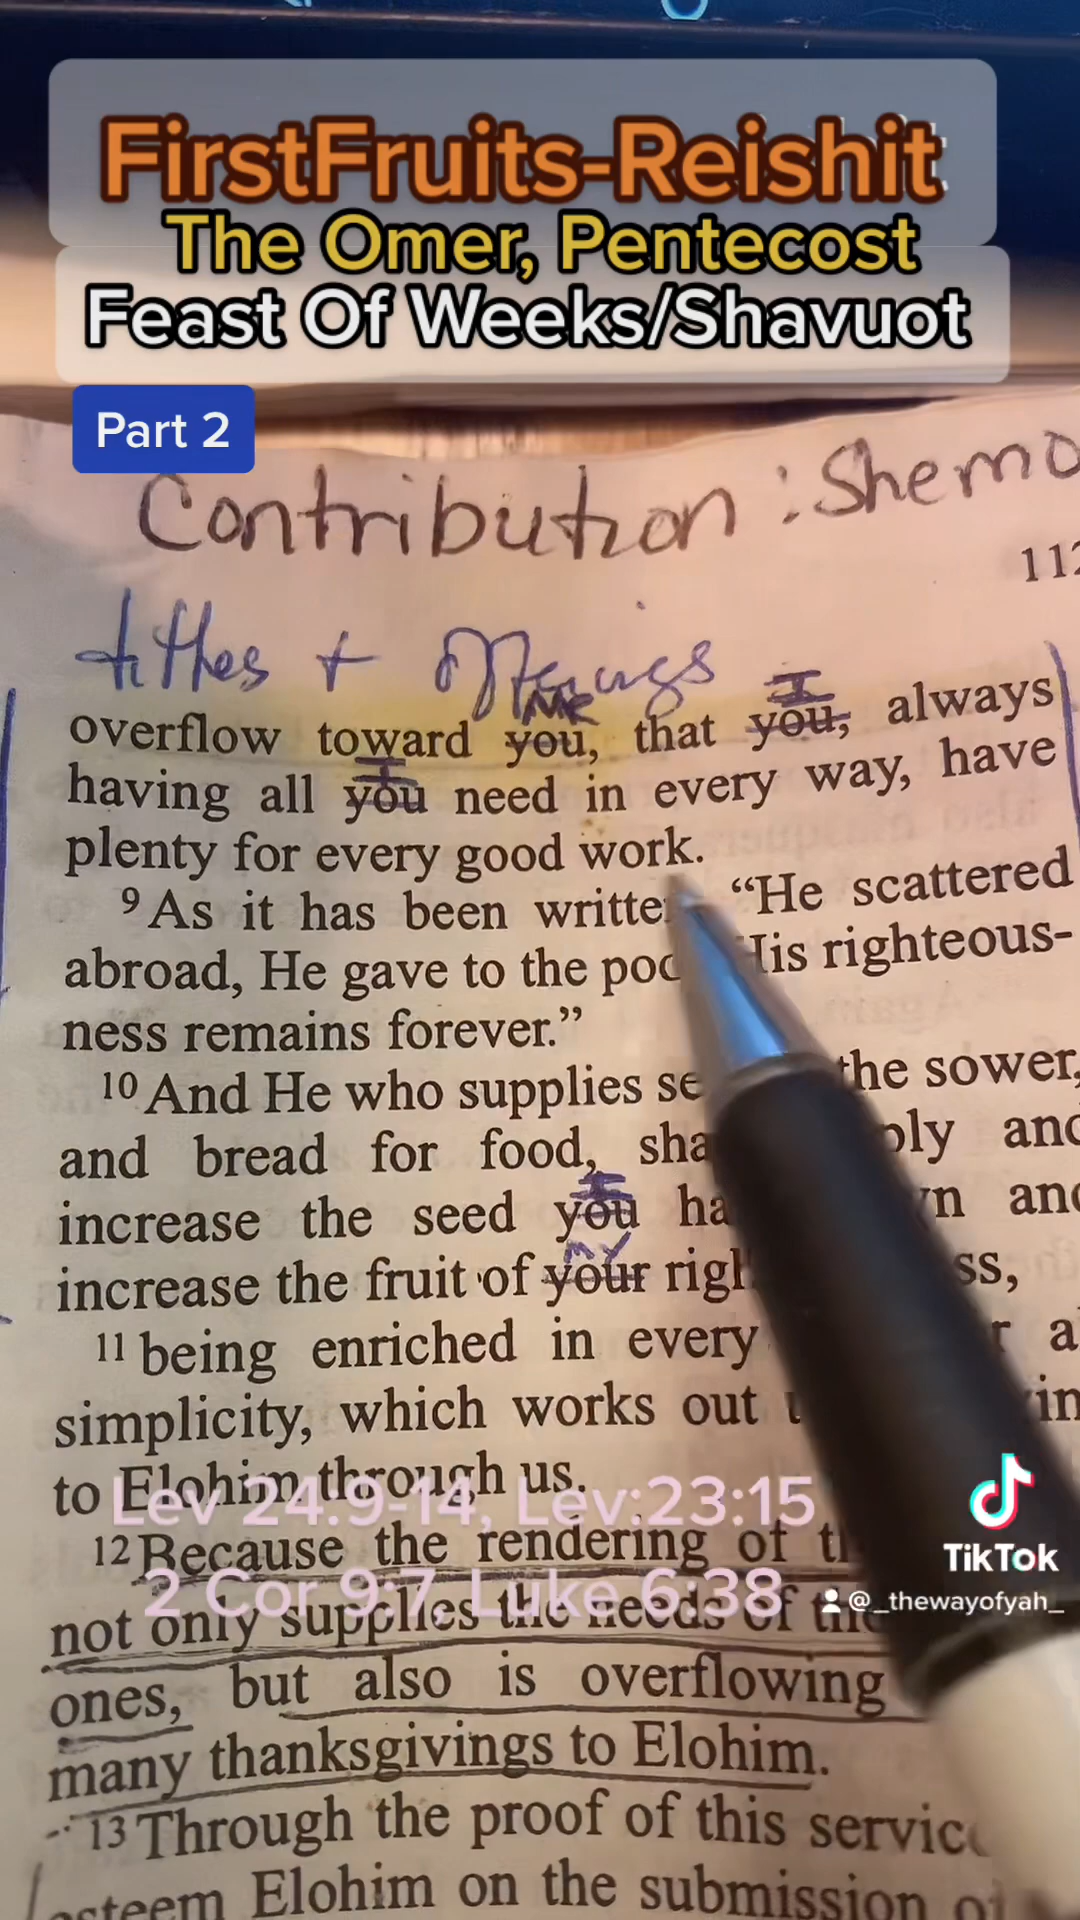 FirstFruits-Reishit
The Omer, Pentecost
Feast Of Weeks/Shavuot
Part 2
Contribution : Shemo
112
tithes + Offerings
me I
overflow toward you, that you, always
I
having all you need in every way, have
plenty for every good work.
9 As it has been writte “He scattered
abroad, He gave to the poo His righteous-
ness remains forever.”
10 And He who supplies se the sower,
and bread for food, sha ply and
I
increase the seed you ha n and
my
increase the fruit of your righ ss,
11 being enriched in every r a
simplicity, which works out
to Elohim through us.
Lev 24:9-14, Lev:23:15
12 Because the rendering of
2 Cor 9:7, Luke 6:38
not only supplies the needs of the
ones, but also is overflowing
many thanksgivings to Elohim.
13 Through the proof of this servic
esteem Elohim on the submission of
TikTok
@_thewayofyah_